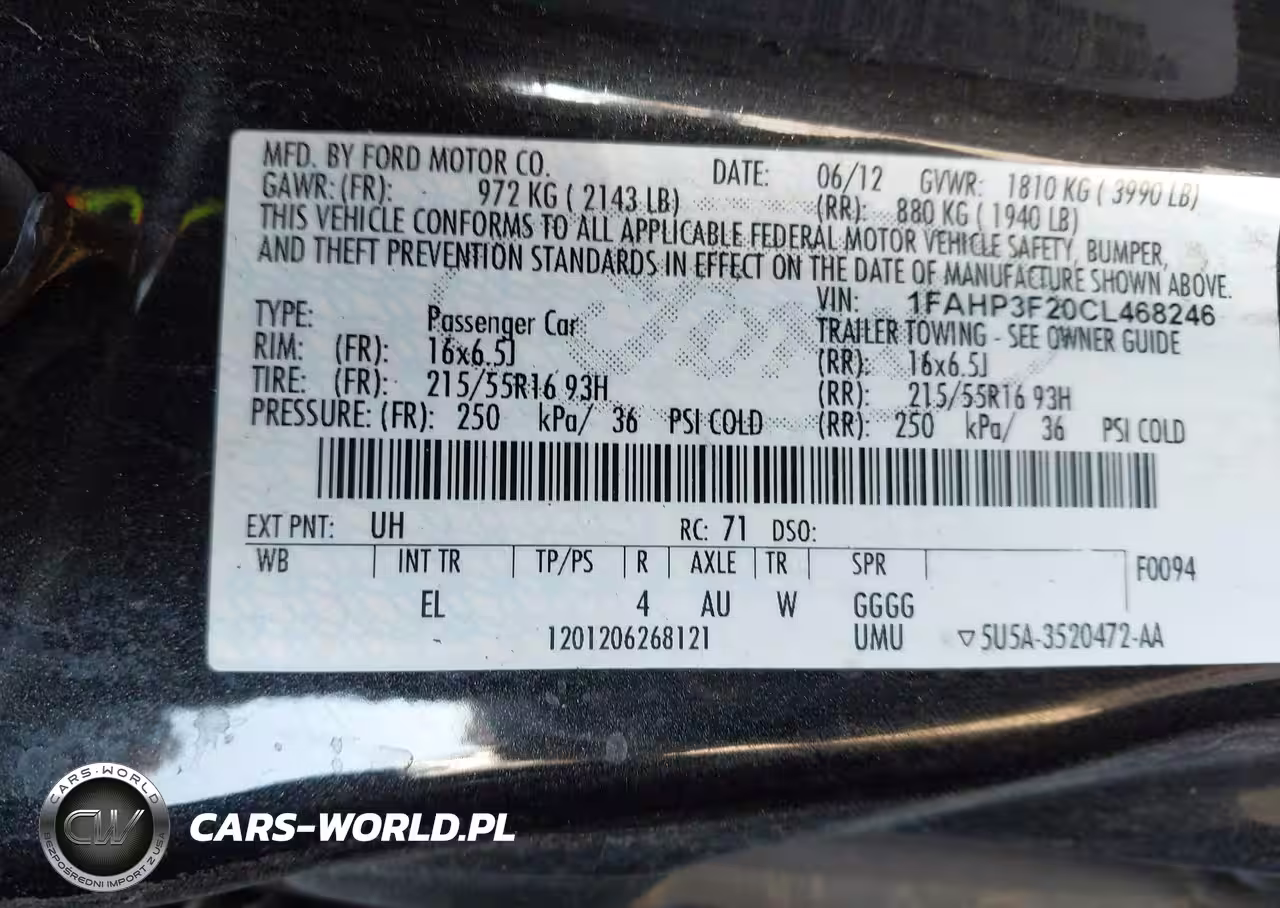 MFD. BY FORD MOTOR CO. DATE: 06/12 GVWR: 1810 KG ( 3990 LB)
GAWR: (FR): 972 KG ( 2143 LB) (RR): 880 KG ( 1940 LB)
THIS VEHICLE CONFORMS TO ALL APPLICABLE FEDERAL MOTOR VEHICLE SAFETY, BUMPER,
AND THEFT PREVENTION STANDARDS IN EFFECT ON THE DATE OF MANUFACTURE SHOWN ABOVE.
VIN: 1FAHP3F20CL468246
TYPE: Passenger Car TRAILER TOWING - SEE OWNER GUIDE
RIM: (FR): 16x6.5J (RR): 16x6.5J
TIRE: (FR): 215/55R16 93H (RR): 215/55R16 93H
PRESSURE: (FR): 250 kPa/ 36 PSI COLD (RR): 250 kPa/ 36 PSI COLD
EXT PNT: UH RC: 71 DSO:
WB INT TR TP/PS R AXLE TR SPR F0094
EL 4 AU W GGGG
1201206268121 UMU ▽5U5A-3520472-AA
CARS-WORLD
CW
BEZPOŚREDNI IMPORT Z USA
CARS-WORLD.PL